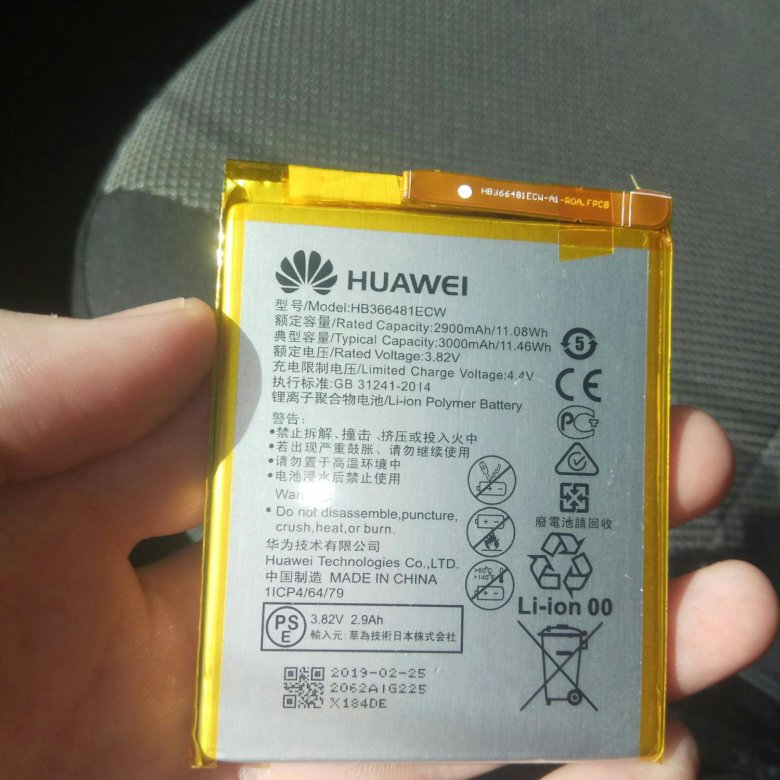 HB366481ECW-A1-R0A.FPCB
HUAWEI
型号/Model:HB366481ECW
额定容量/Rated Capacity:2900mAh/11.08Wh
典型容量/Typical Capacity:3000mAh/11.46Wh
额定电压/Rated Voltage:3.82V
充电限制电压/Limited Charge Voltage:4.4V
执行标准:GB 31241-2014
锂离子聚合物电池/Li-ion Polymer Battery
5
CE
警告:
•禁止拆解、撞击、挤压或投入火中
•若出现严重鼓胀、请勿继续使用
•请勿置于高温环境中
•电池浸水后禁止使用
• Do not disassemble,puncture,
crush,heat,or burn.
>60℃
>140℉
废電池請回收
华为技术有限公司
Huawei Technologies Co.,LTD.
中国制造 MADE IN CHINA
1ICP4/64/79
Li-ion 00
PSE
3.82V 2.9Ah
輸入元: 華為技術日本株式会社
2019-02-25
2062AIG225
X184DE